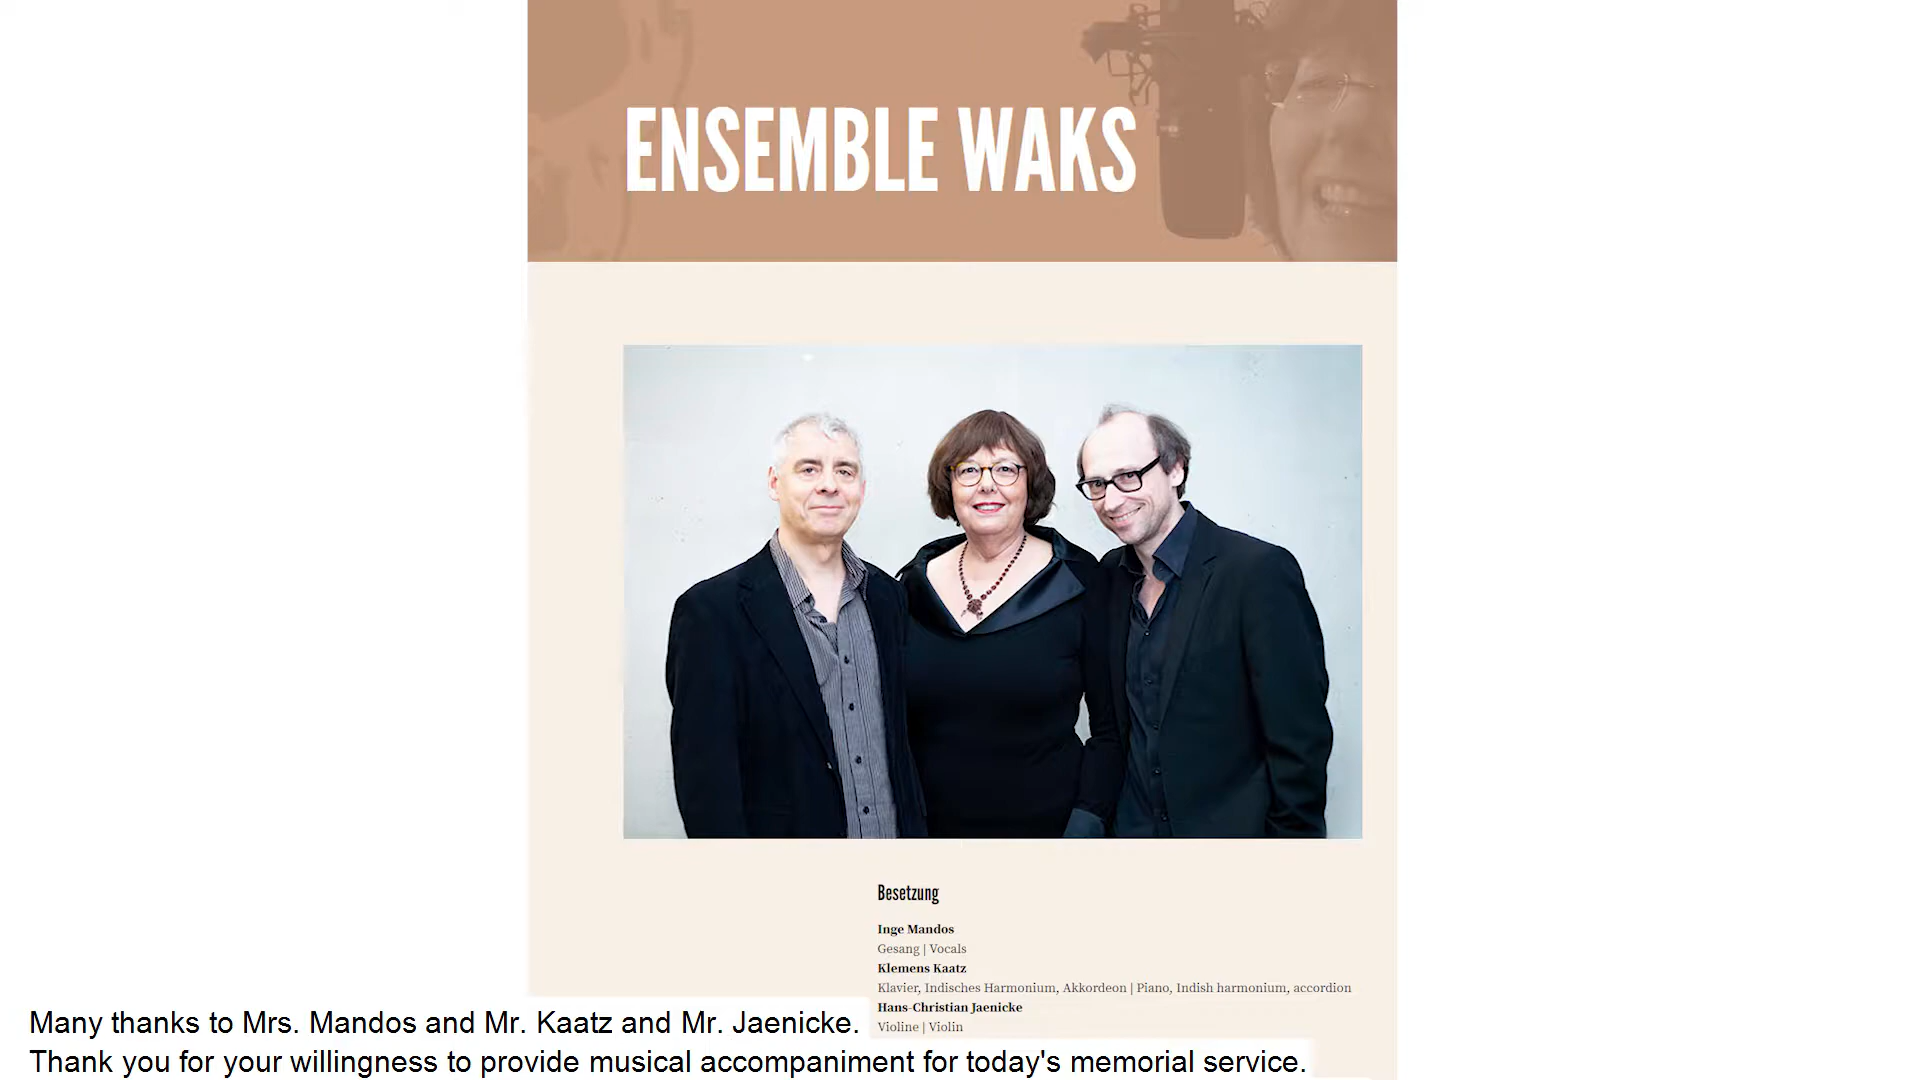 ENSEMBLE WAKS
Besetzung
Inge Mandos
Gesang | Vocals
Klemens Kaatz
Klavier, Indisches Harmonium, Akkordeon | Piano, Indish harmonium, accordion
Hans-Christian Jaenicke
Violine | Violin
Many thanks to Mrs. Mandos and Mr. Kaatz and Mr. Jaenicke.
Thank you for your willingness to provide musical accompaniment for today's memorial service.